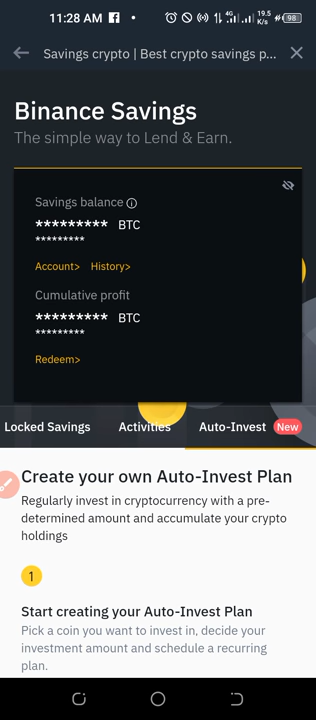 11:28 AM
4G
19.5
K/s
98
Savings crypto | Best crypto savings p...
Binance Savings
The simple way to Lend & Earn.
Savings balance
********* BTC
*********
Account> History>
Cumulative profit
********* BTC
*********
Redeem>
Locked Savings Activities Auto-Invest New
Create your own Auto-Invest Plan
Regularly invest in cryptocurrency with a pre-
determined amount and accumulate your crypto
holdings
1
Start creating your Auto-Invest Plan
Pick a coin you want to invest in, decide your
investment amount and schedule a recurring
plan.